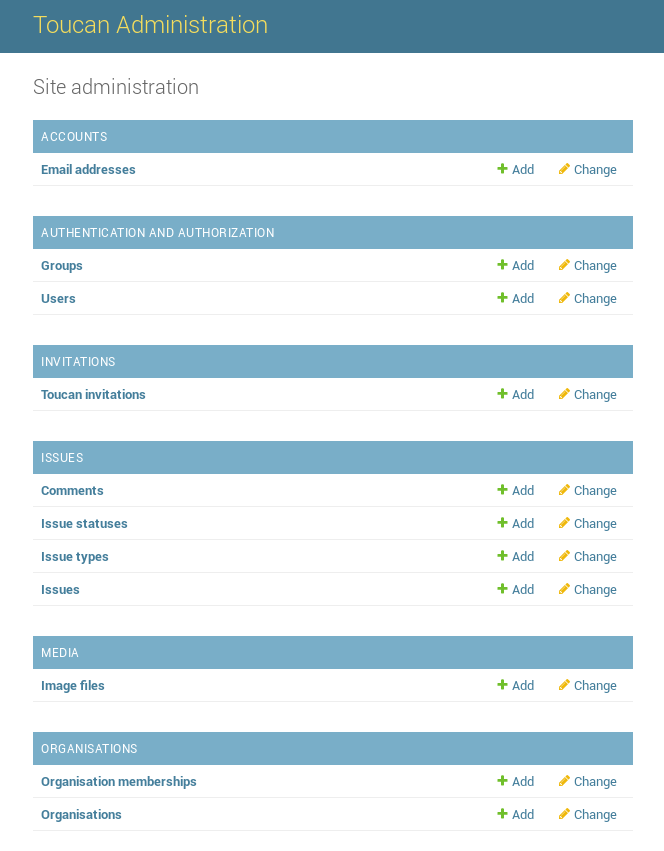 Toucan Administration
Site administration
ACCOUNTS
Email addresses Add Change
AUTHENTICATION AND AUTHORIZATION
Groups Add Change
Users Add Change
INVITATIONS
Toucan invitations Add Change
ISSUES
Comments Add Change
Issue statuses Add Change
Issue types Add Change
Issues Add Change
MEDIA
Image files Add Change
ORGANISATIONS
Organisation memberships Add Change
Organisations Add Change